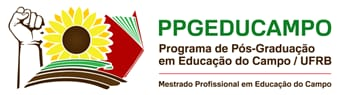 PPGEDUCAMPO
Programa de Pós-Graduação
em Educação do Campo / UFRB
Mestrado Profissional em Educação do Campo